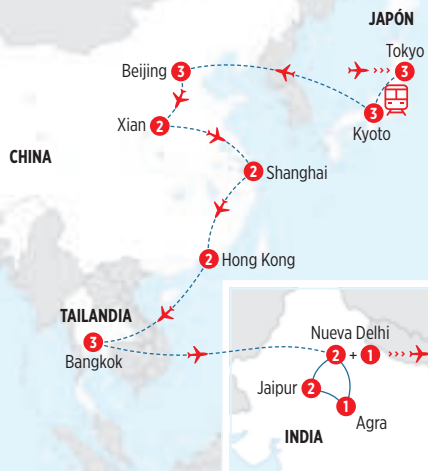 JAPÓN
Tokyo
3
Beijing 3
3
Kyoto
Xian 2
CHINA
2 Shanghai
2 Hong Kong
TAILANDIA
3
Bangkok
Nueva Delhi
2 + 1
Jaipur 2
1
Agra
INDIA